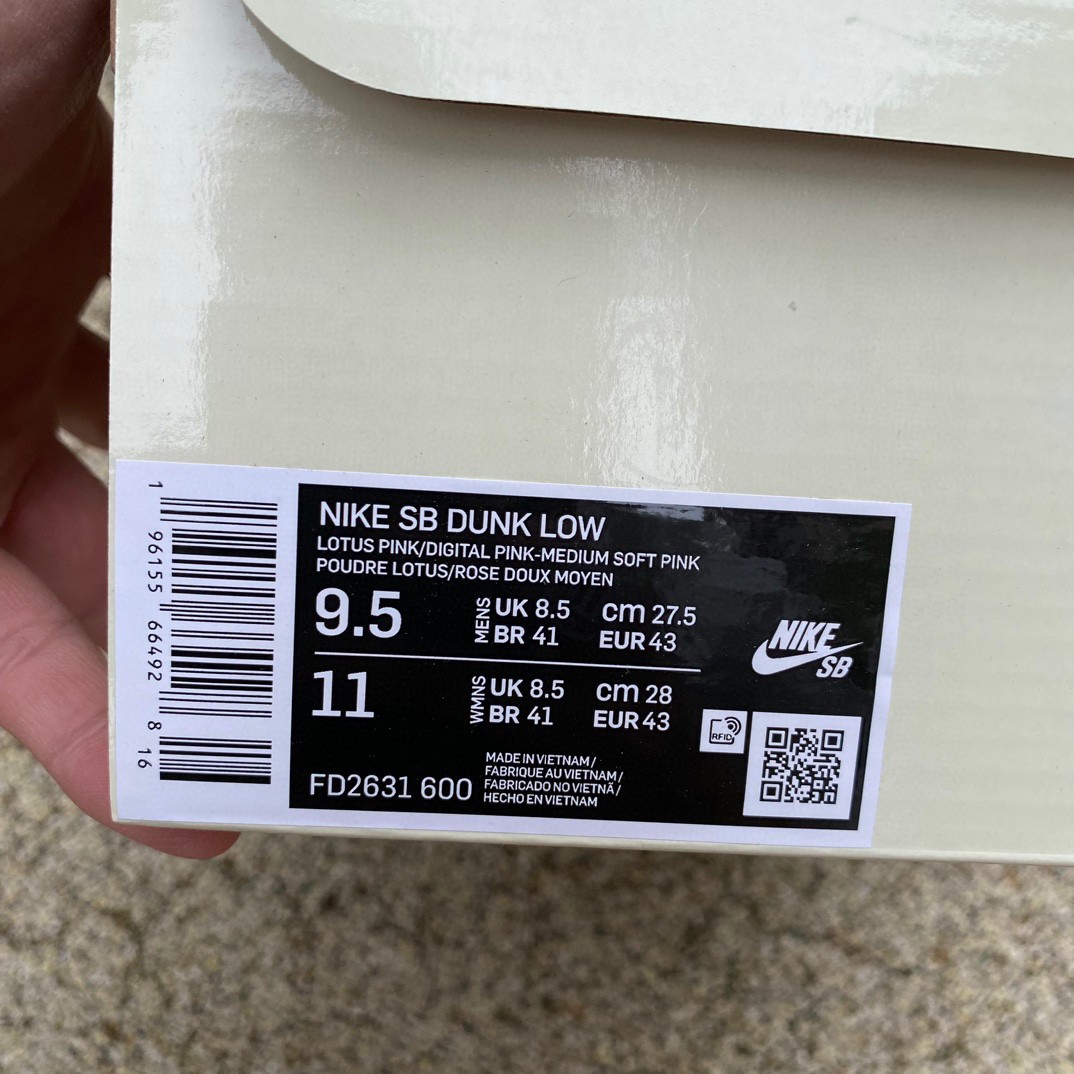 1 96155 66492 8 16
NIKE SB DUNK LOW
LOTUS PINK/DIGITAL PINK-MEDIUM SOFT PINK
POUDRE LOTUS/ROSE DOUX MOYEN
9.5
MENS
UK 8.5 cm 27.5
BR 41 EUR 43
11
WMNS
UK 8.5 cm 28
BR 41 EUR 43
NIKE
SB
RFID
FD2631 600
MADE IN VIETNAM /
FABRIQUE AU VIETNAM /
FABRICADO NO VIETNÃ /
HECHO EN VIETNAM